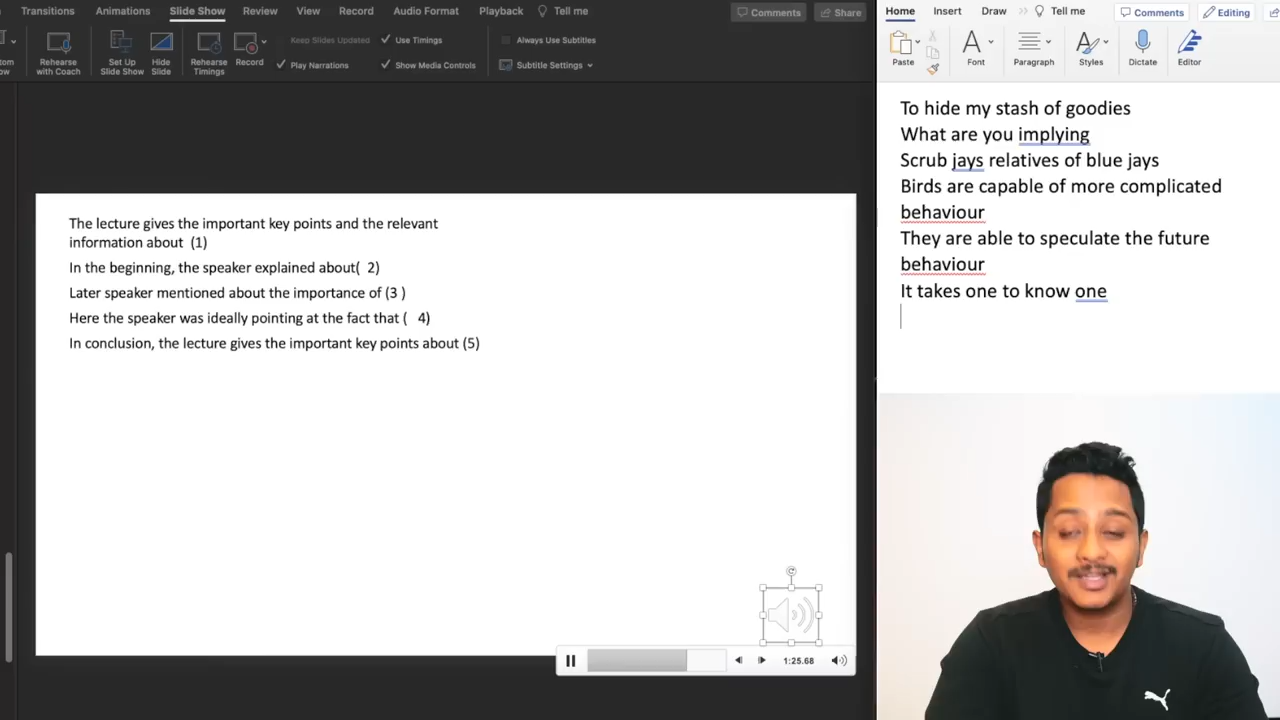 Transitions Animations Slide Show Review View Record Audio Format Playback Tell me Comments Share
Keep Slides Updated Use Timings Always Use Subtitles
Play Narrations Show Media Controls Subtitle Settings
Rehearse with Coach
Set Up Slide Show
Hide Slide
Rehearse Timings
Record
The lecture gives the important key points and the relevant
information about (1)
In the beginning, the speaker explained about( 2)
Later speaker mentioned about the importance of (3 )
Here the speaker was ideally pointing at the fact that ( 4)
In conclusion, the lecture gives the important key points about (5)
1:25.68
Home Insert Draw Tell me Comments Editing
Paste Font Paragraph Styles Dictate Editor
To hide my stash of goodies
What are you implying
Scrub jays relatives of blue jays
Birds are capable of more complicated
behaviour
They are able to speculate the future
behaviour
It takes one to know one
PUMA